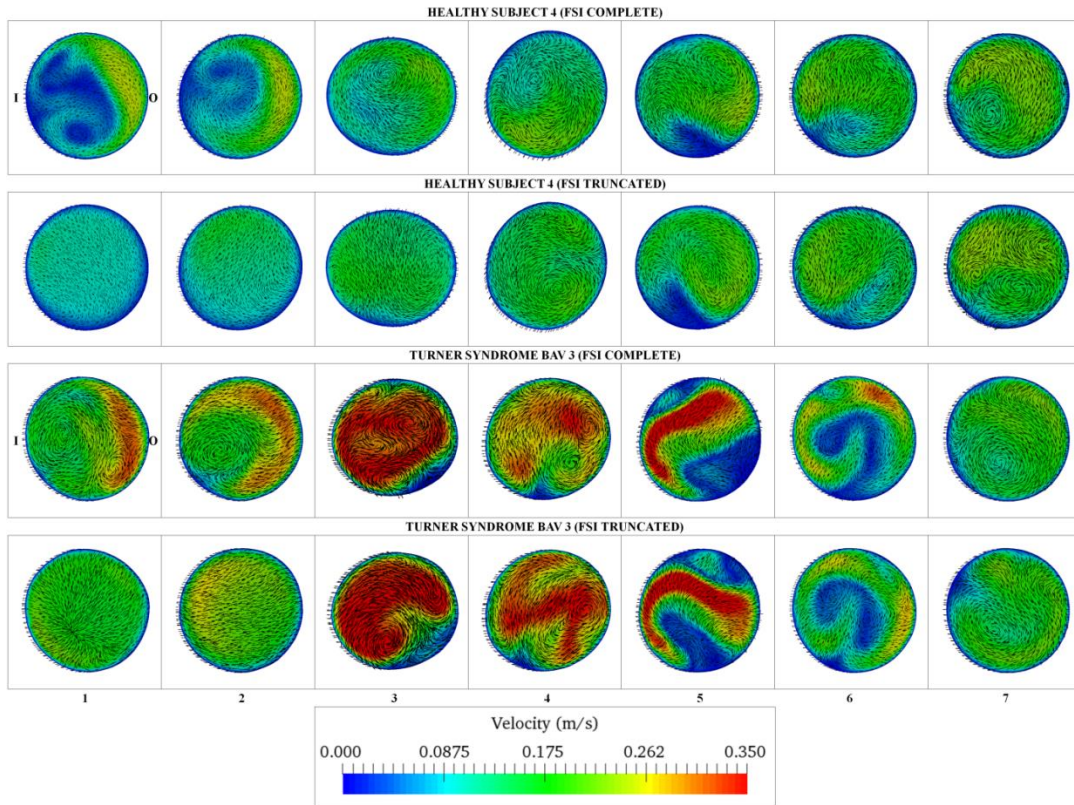 HEALTHY SUBJECT 4 (FSI COMPLETE)
I O
HEALTHY SUBJECT 4 (FSI TRUNCATED)
TURNER SYNDROME BAV 3 (FSI COMPLETE)
I O
TURNER SYNDROME BAV 3 (FSI TRUNCATED)
1 2 3 4 5 6 7
Velocity (m/s)
0.000 0.0875 0.175 0.262 0.350